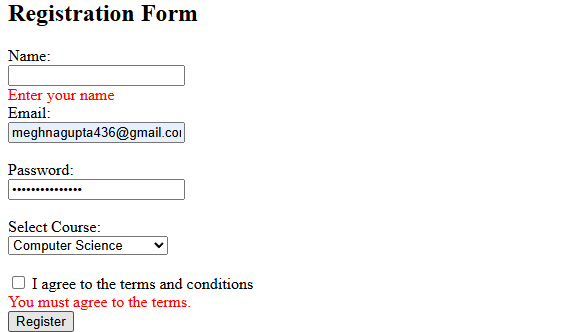 Registration Form
Name:
Enter your name
Email:
meghnagupta436@gmail.co
Password:
•••••••••••••••
Select Course:
Computer Science
I agree to the terms and conditions
You must agree to the terms.
Register